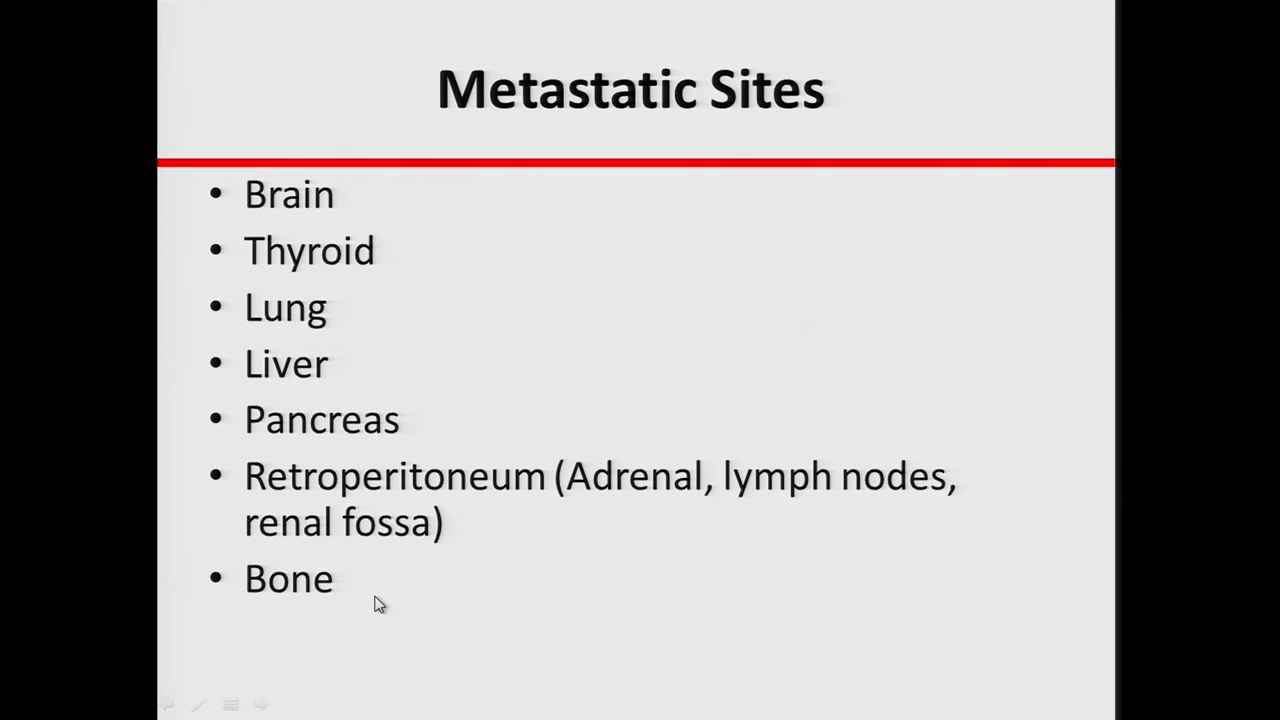 Metastatic Sites
• Brain
• Thyroid
• Lung
• Liver
• Pancreas
• Retroperitoneum (Adrenal, lymph nodes,
renal fossa)
• Bone